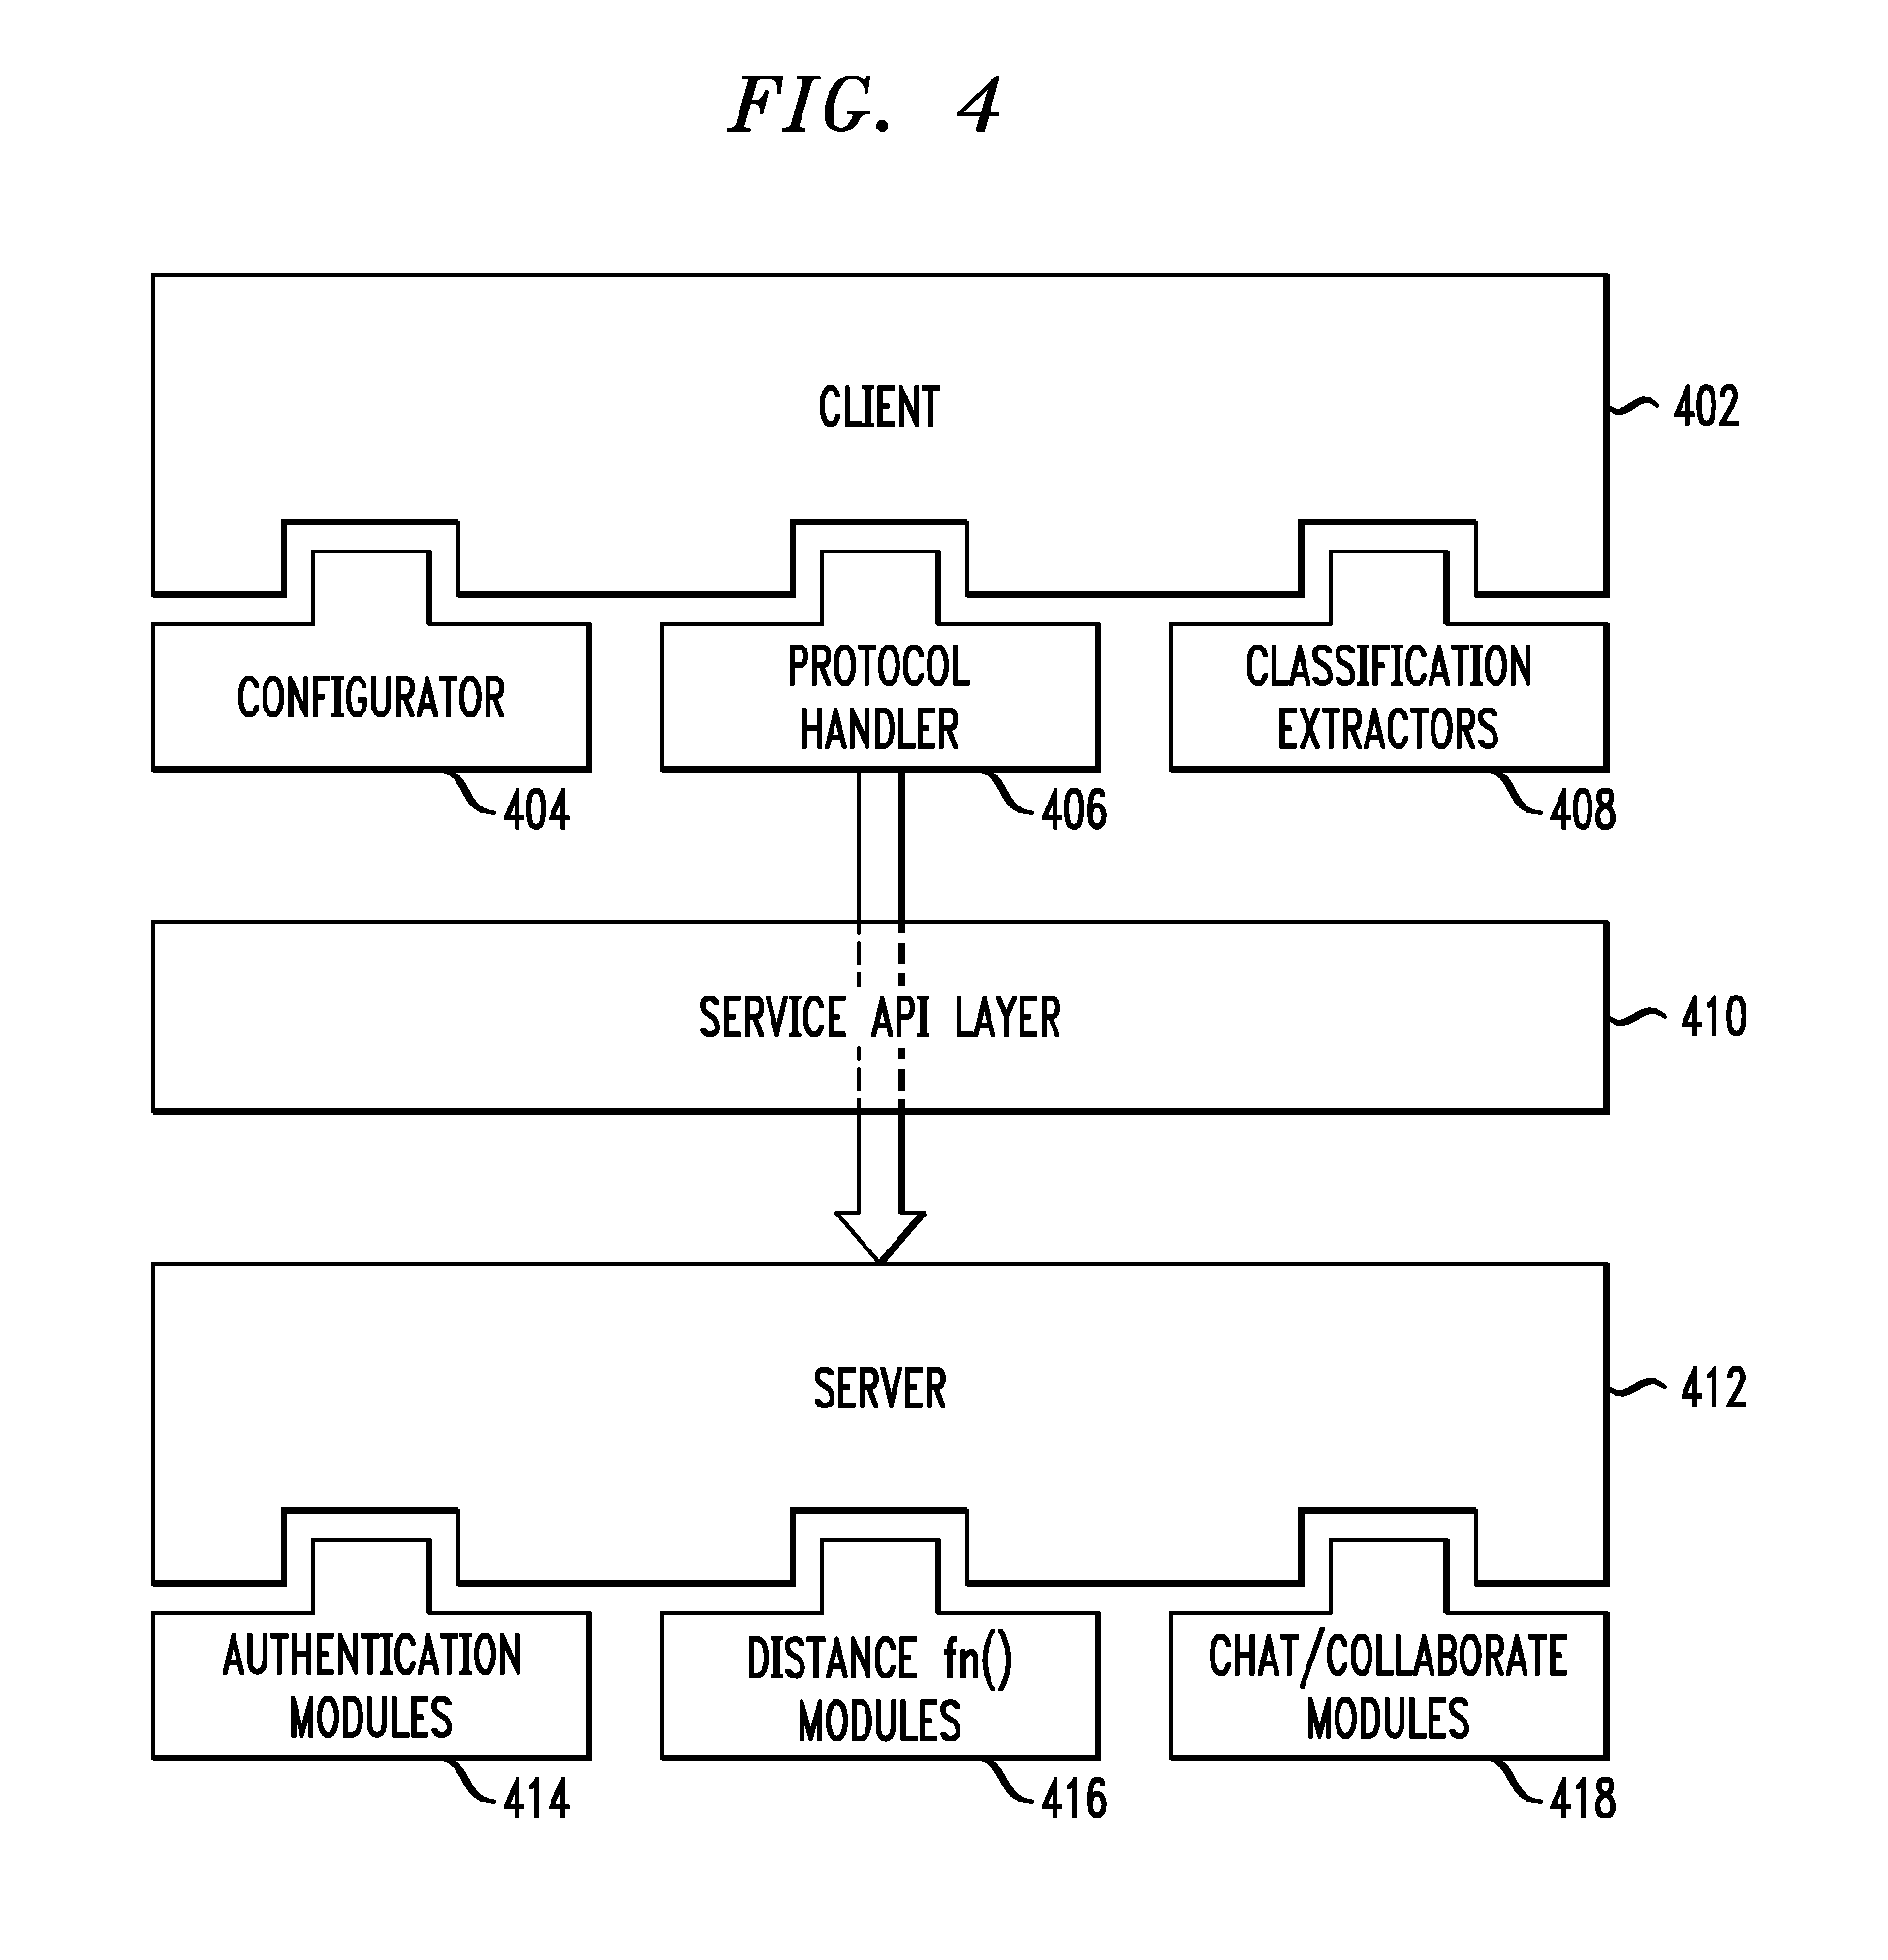 FIG. 4
CLIENT
402
CONFIGURATOR
404
PROTOCOL
HANDLER
406
CLASSIFICATION
EXTRACTORS
408
SERVICE API LAYER
410
SERVER
412
AUTHENTICATION
MODULES
414
DISTANCE fn()
MODULES
416
CHAT/COLLABORATE
MODULES
418